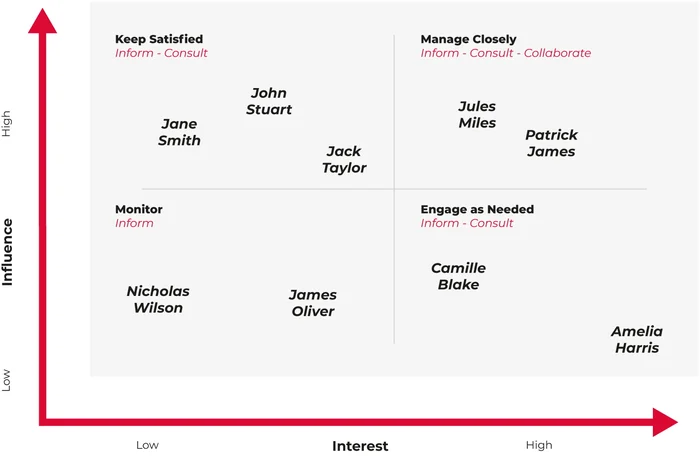 Keep Satisfied
Inform - Consult
Manage Closely
Inform - Consult - Collaborate
High
John
Stuart
Jane
Smith
Jack
Taylor
Jules
Miles
Patrick
James
Influence
Monitor
Inform
Engage as Needed
Inform - Consult
Nicholas
Wilson
James
Oliver
Camille
Blake
Amelia
Harris
Low
Low
Interest
High